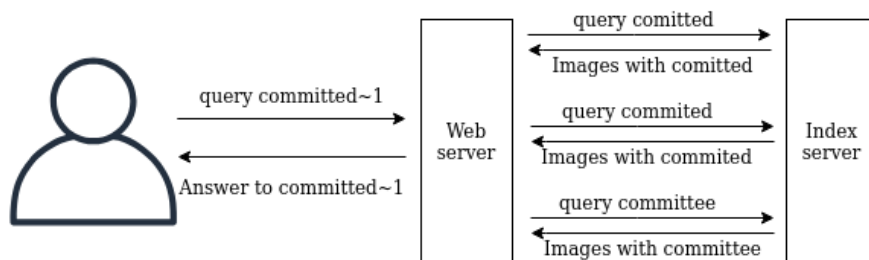 query comitted
Images with comitted
query committed~1
query commited
Web
server
Index
server
Images with commited
Answer to committed~1
query committee
Images with committee